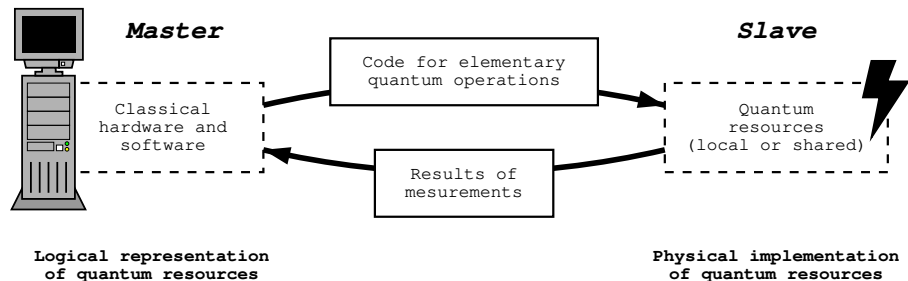 Master
Slave
Code for elementary
quantum operations
Classical
hardware and
software
Quantum
resources
(local or shared)
Results of
mesurements
Logical representation
of quantum resources
Physical implementation
of quantum resources